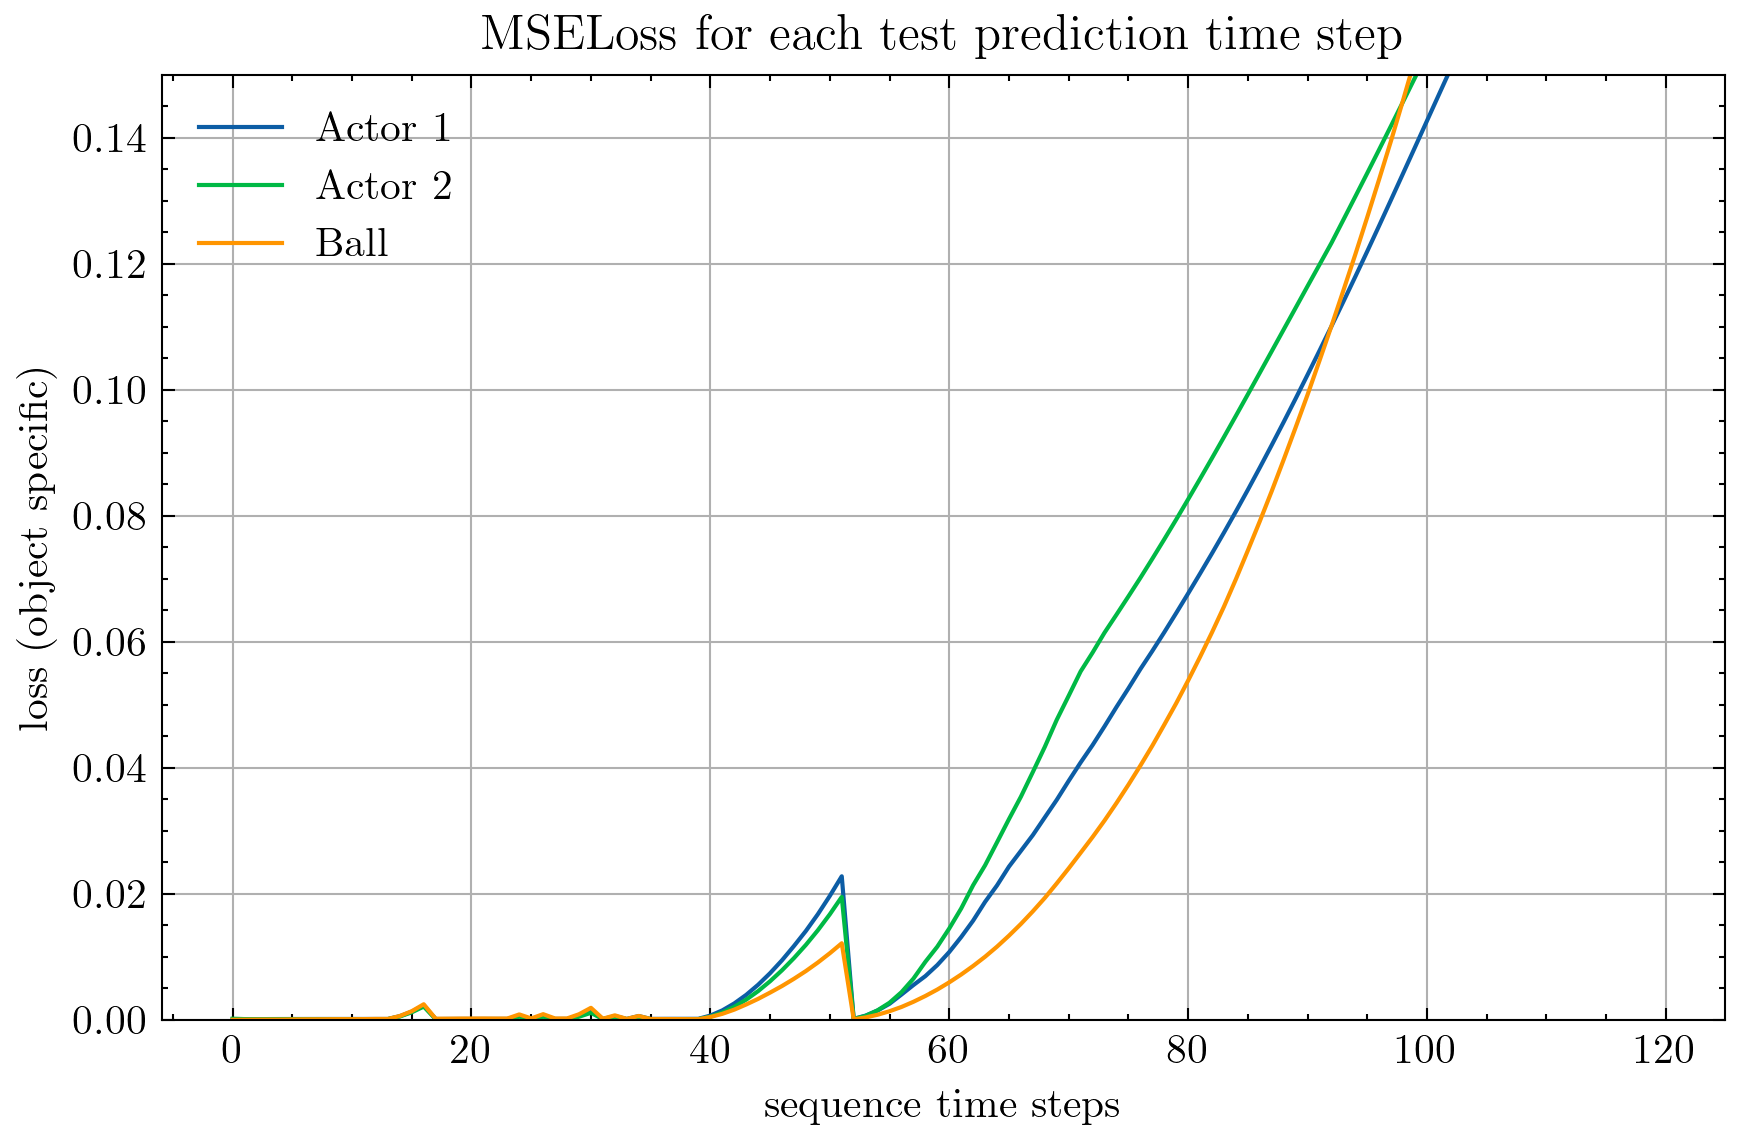 MSELoss for each test prediction time step
Actor 1
Actor 2
Ball
loss (object specific)
0.14
0.12
0.10
0.08
0.06
0.04
0.02
0.00
0 20 40 60 80 100 120
sequence time steps